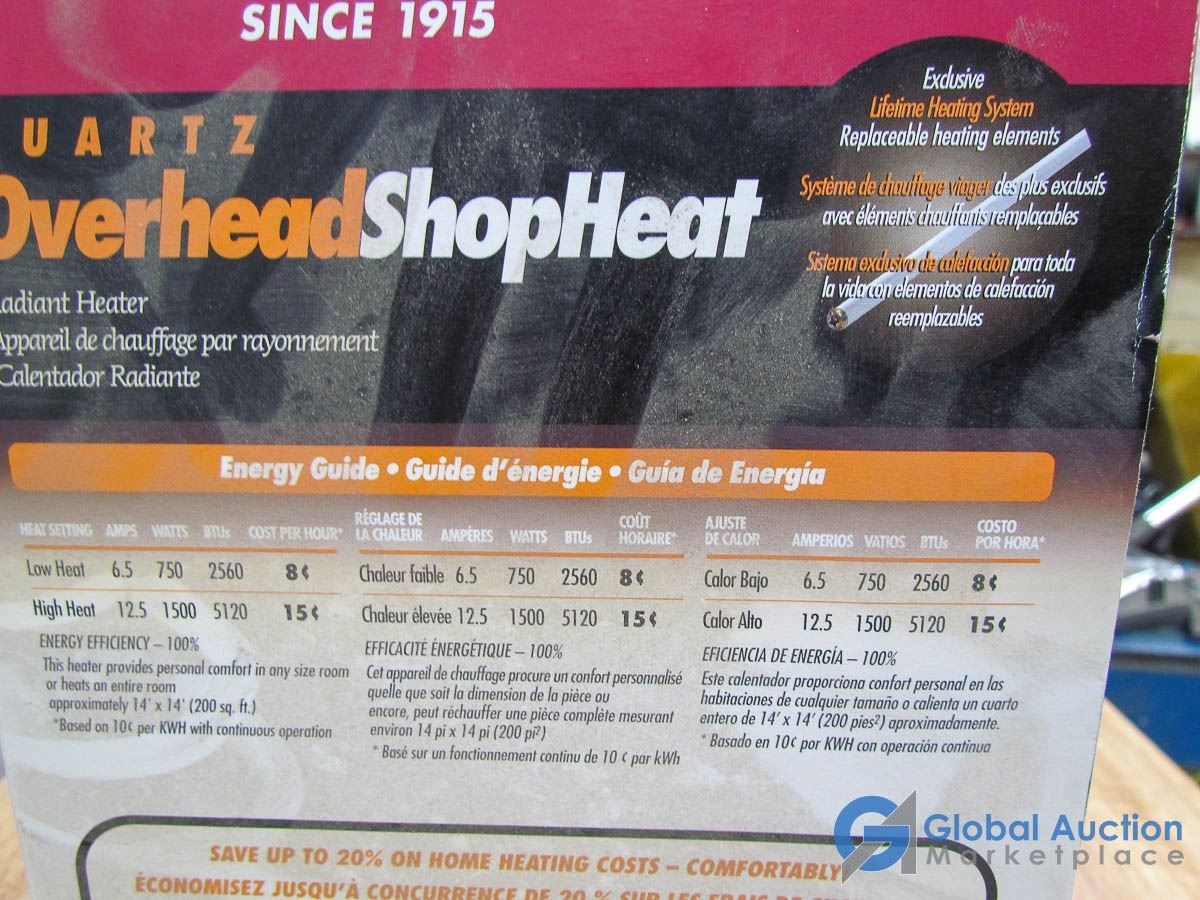 SINCE 1915
UARTZ
OverheadShopHeat
adiant Heater
Appareil de chauffage par rayonnement
Calentador Radiante
Exclusive
Lifetime Heating System
Replaceable heating elements
Système de chauffage viager des plus exclusifs
avec éléments chauffants remplaçables
Sistema exclusivo de calefacción para toda
la vida con elementos de calefacción
reemplazables
Energy Guide • Guide d'énergie • Guía de Energía
HEAT SETTING AMPS WATTS BTUs COST PER HOUR*
Low Heat 6.5 750 2560 8¢
High Heat 12.5 1500 5120 15¢
ENERGY EFFICIENCY – 100%
This heater provides personal comfort in any size room
or heats an entire room
approximately 14' x 14' (200 sq. ft.)
*Based on 10¢ per KWH with continuous operation
RÉGLAGE DE
LA CHALEUR AMPÉRES WATTS BTUs COÛT
HORAIRE*
Chaleur faible 6.5 750 2560 8¢
Chaleur élevée 12.5 1500 5120 15¢
EFFICACITÉ ÉNERGÉTIQUE – 100%
Cet appareil de chauffage procure un confort personnalisé
quelle que soit la dimension de la pièce ou
encore, peut réchauffer une pièce complète mesurant
environ 14 pi x 14 pi (200 pi²)
* Basé sur un fonctionnement continu de 10 ¢ par kWh
AJUSTE
DE CALOR AMPERIOS VATIOS BTUs COSTO
POR HORA*
Calor Bajo 6.5 750 2560 8¢
Calor Alto 12.5 1500 5120 15¢
EFICIENCIA DE ENERGÍA – 100%
Este calentador proporciona confort personal en las
habitaciones de cualquier tamaño o calienta un cuarto
entero de 14' x 14' (200 pies²) aproximadamente.
* Basado en 10¢ por KWH con operación continua
SAVE UP TO 20% ON HOME HEATING COSTS – COMFORTABLY
ÉCONOMISEZ JUSQU'À CONCURRENCE DE 20 % SUR LES FRAIS DE
Global Auction
Marketplace